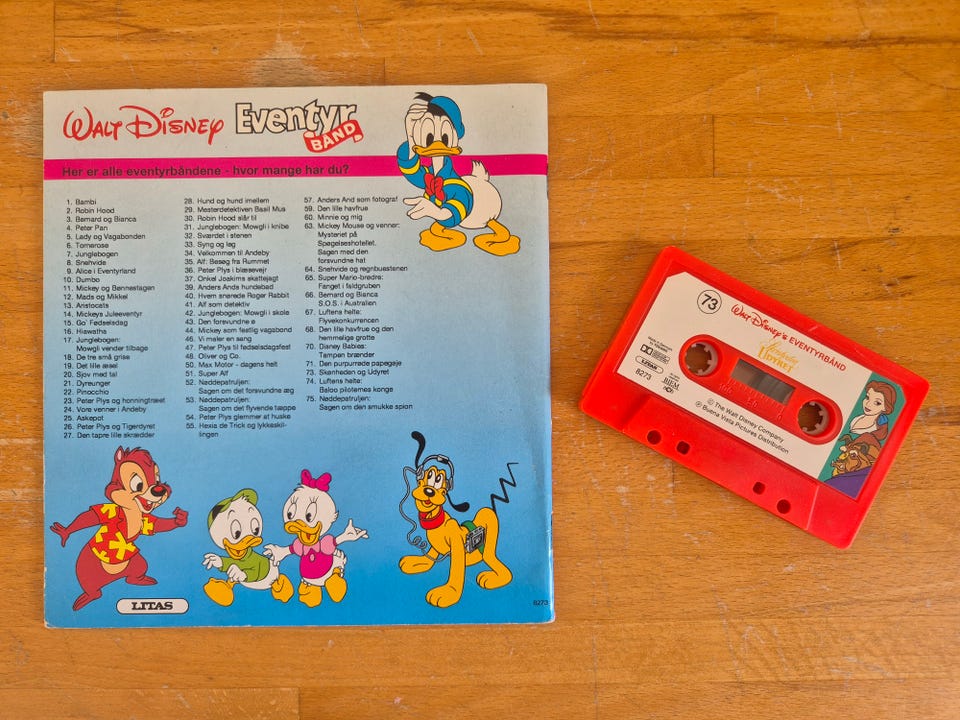 WALT DISNEY Eventyr
BÅND
Her er alle eventyrbåndene - hvor mange har du?
1. Bambi
2. Robin Hood
3. Bernard og Bianca
4. Peter Pan
5. Lady og Vagabonden
6. Tornerose
7. Junglebogen
8. Snehvide
9. Alice i Eventyrland
10. Dumbo
11. Mickey og Bønnestagen
12. Mads og Mikkel
13. Aristocats
14. Mickeys Juleeventyr
15. Go' Fødselsdag
16. Hiawatha
17. Junglebogen:
Mowgli vender tilbage
18. De tre små grise
19. Det lille æsel
20. Sjov med tal
21. Dyreunger
22. Pinocchio
23. Peter Plys og honningtræet
24. Vore venner i Andeby
25. Askepot
26. Peter Plys og Tigerdyret
27. Den tapre lille skrædder
28. Hund og hund imellem
29. Mesterdetektiven Basil Mus
30. Robin Hood slår til
31. Junglebogen: Mowgli i knibe
32. Sværdet i stenen
33. Syng og leg
34. Velkommen til Andeby
35. Alf: Besøg fra Rummet
36. Peter Plys i blæsevejr
37. Onkel Joakims skattejagt
39. Anders Ands hundebad
40. Hvem snørede Roger Rabbit
41. Alf som detektiv
42. Junglebogen: Mowgli i skole
43. Den forsvundne ø
44. Mickey som festlig vagabond
46. Vi maler en sang
47. Peter Plys til fødselsdagsfest
48. Oliver og Co.
50. Max Motor - dagens helt
51. Super Alf
52. Nøddepatruljen:
Sagen om det forsvundne æg
53. Nøddepatruljen:
Sagen om det flyvende tæppe
54. Peter Plys glemmer at huske
55. Hexia de Trick og lykkeskil-
lingen
57. Anders And som fotograf
59. Den lille havfrue
60. Minnie og mig
63. Mickey Mouse og venner:
Mysteriet på
Spøgelseshotellet.
Sagen med den
forsvundne hat
64. Snehvide og regnbuestenen
65. Super Mario-brødre:
Fanget i faldgruben
66. Bernard og Bianca
S.O.S. i Australien
67. Luftens helte:
Flyvekonkurrencen
68. Den lille havfrue og den
hemmelige grotte
70. Disney Babies:
Tampen brænder
71. Den purpurrøde papegøje
73. Skønheden og Udyret
74. Luftens helte:
Baloo piloternes konge
75. Nøddepatruljen:
Sagen om den smukke spion
LITAS
8273
73
WALT DISNEY'S EVENTYRBÅND
Skønheden
OG UDYRET
DOLBY
LITAS
8273
BIEM
NCB
© The Walt Disney Company
℗ Buena Vista Pictures Distribution